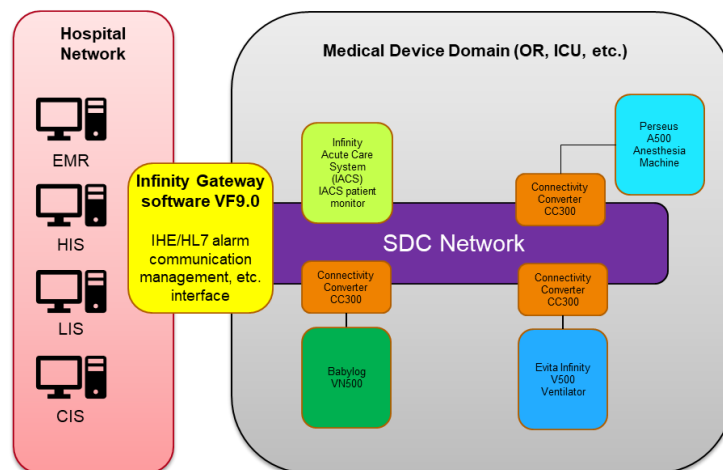 Hospital
Network
EMR
HIS
LIS
CIS
Infinity Gateway
software VF9.0
IHE/HL7 alarm
communication
management, etc.
interface
Medical Device Domain (OR, ICU, etc.)
Infinity
Acute Care
System
(IACS)
IACS patient
monitor
Perseus
A500
Anesthesia
Machine
Connectivity
Converter
CC300
SDC Network
Connectivity
Converter
CC300
Connectivity
Converter
CC300
Babylog
VN500
Evita Infinity
V500
Ventilator